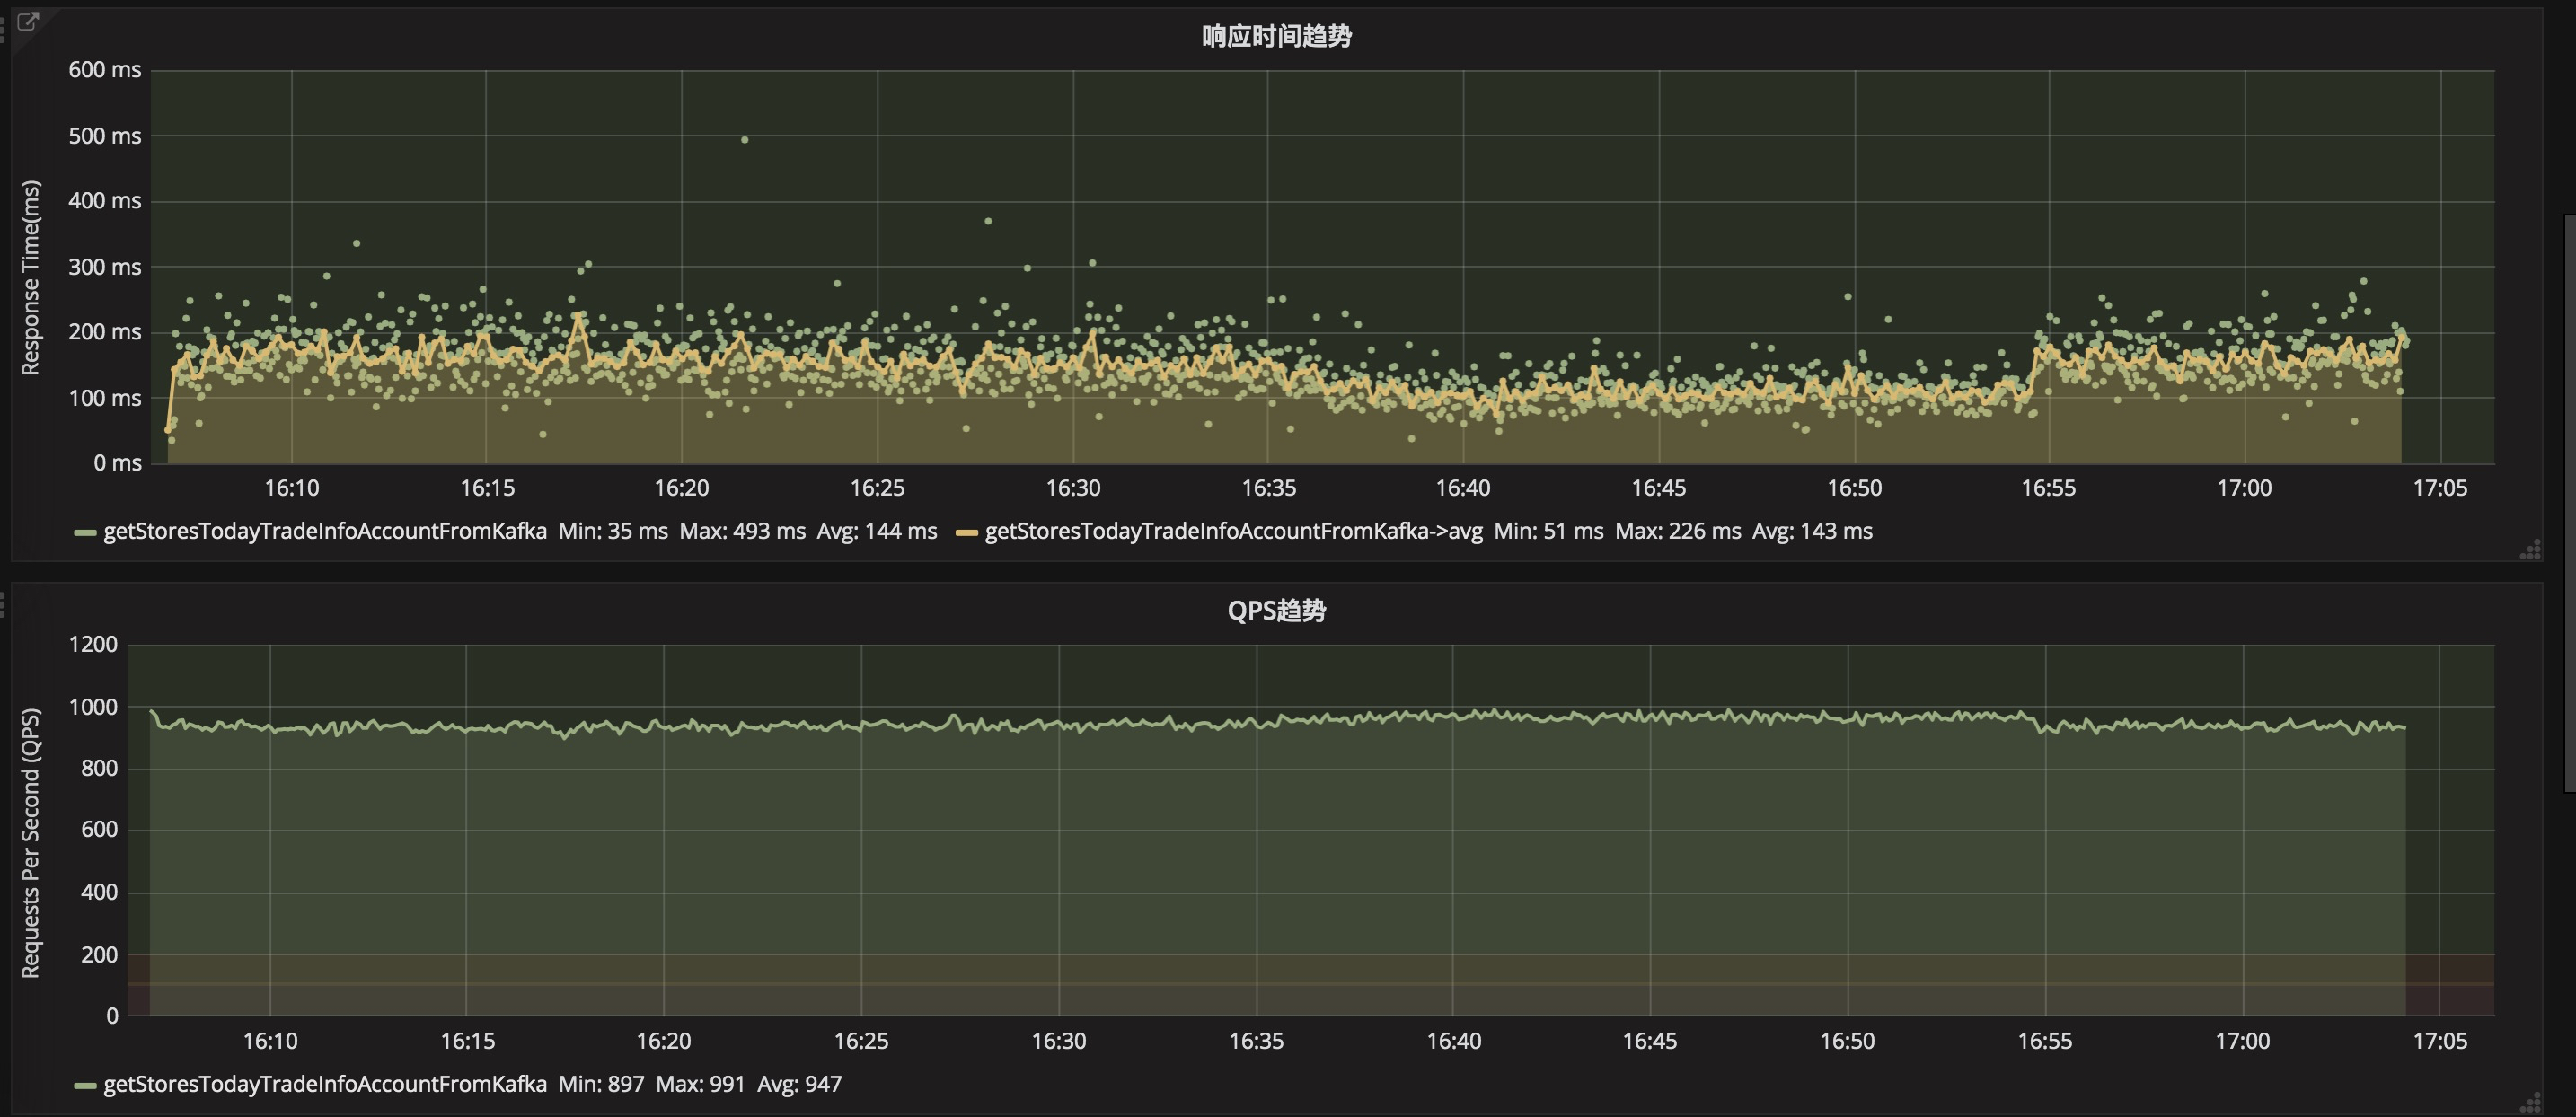 响应时间趋势
Response Time(ms)
600 ms
500 ms
400 ms
300 ms
200 ms
100 ms
0 ms
16:10 16:15 16:20 16:25 16:30 16:35 16:40 16:45 16:50 16:55 17:00 17:05
getStoresTodayTradeInfoAccountFromKafka Min: 35 ms Max: 493 ms Avg: 144 ms getStoresTodayTradeInfoAccountFromKafka->avg Min: 51 ms Max: 226 ms Avg: 143 ms
QPS趋势
Requests Per Second (QPS)
1200
1000
800
600
400
200
0
16:10 16:15 16:20 16:25 16:30 16:35 16:40 16:45 16:50 16:55 17:00 17:05
getStoresTodayTradeInfoAccountFromKafka Min: 897 Max: 991 Avg: 947